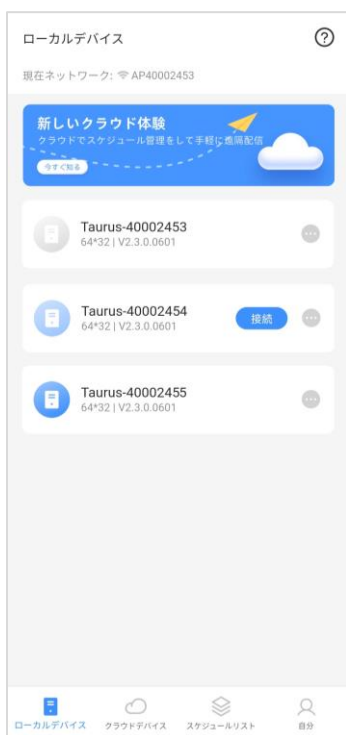 ローカルデバイス
現在ネットワーク: AP40002453
新しいクラウド体験
クラウドでスケジュール管理をして手軽に遠隔配信
今すぐ知る
Taurus-40002453
64*32 | V2.3.0.0601
Taurus-40002454
64*32 | V2.3.0.0601
接続
Taurus-40002455
64*32 | V2.3.0.0601
ローカルデバイス クラウドデバイス スケジュールリスト 自分